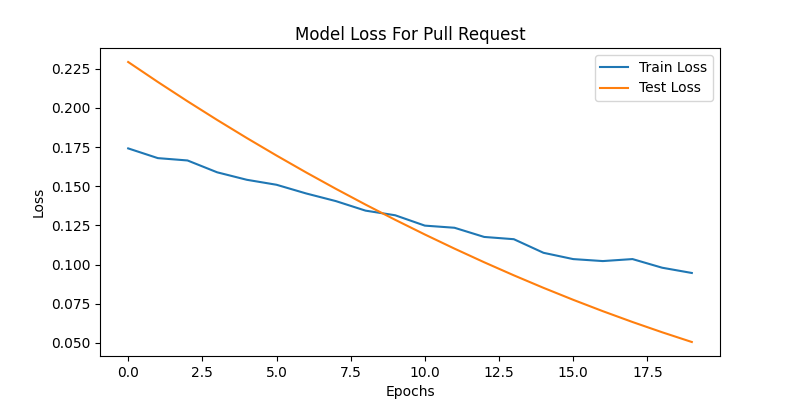 Model Loss For Pull Request
Train Loss
Test Loss
0.225
0.200
0.175
0.150
0.125
0.100
0.075
0.050
Loss
0.0 2.5 5.0 7.5 10.0 12.5 15.0 17.5
Epochs